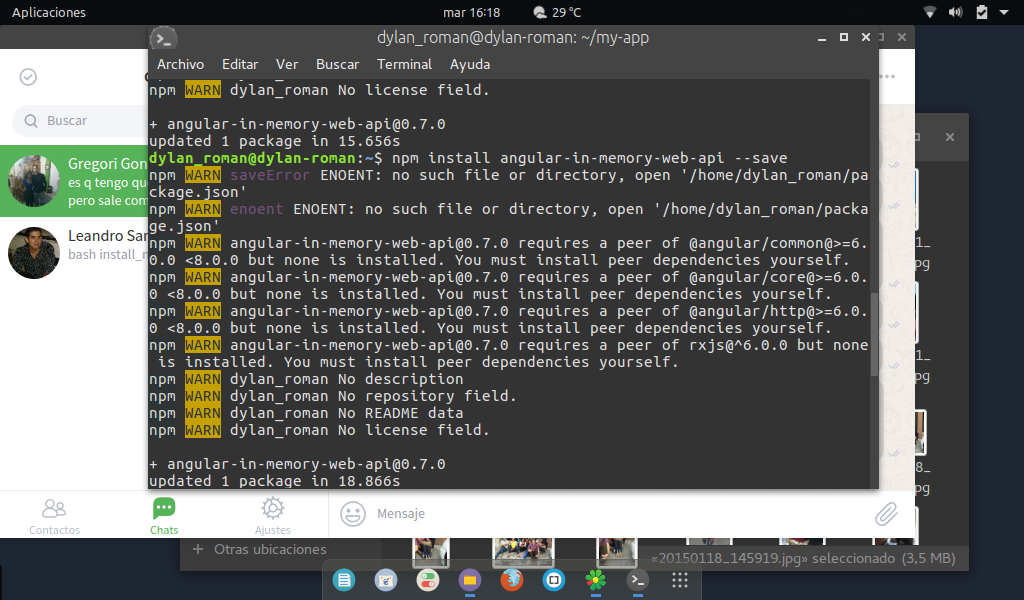 Aplicaciones
mar 16:18
29 °C
dylan_roman@dylan-roman: ~/my-app
Archivo Editar Ver Buscar Terminal Ayuda
npm WARN dylan_roman No license field.
+ angular-in-memory-web-api@0.7.0
updated 1 package in 15.656s
dylan_roman@dylan-roman:~$ npm install angular-in-memory-web-api --save
npm WARN saveError ENOENT: no such file or directory, open '/home/dylan_roman/pa
ckage.json'
npm WARN enoent ENOENT: no such file or directory, open '/home/dylan_roman/packa
ge.json'
npm WARN angular-in-memory-web-api@0.7.0 requires a peer of @angular/common@>=6.
0.0 <8.0.0 but none is installed. You must install peer dependencies yourself.
npm WARN angular-in-memory-web-api@0.7.0 requires a peer of @angular/core@>=6.0.
0 <8.0.0 but none is installed. You must install peer dependencies yourself.
npm WARN angular-in-memory-web-api@0.7.0 requires a peer of @angular/http@>=6.0.
0 <8.0.0 but none is installed. You must install peer dependencies yourself.
npm WARN angular-in-memory-web-api@0.7.0 requires a peer of rxjs@^6.0.0 but none
 is installed. You must install peer dependencies yourself.
npm WARN dylan_roman No description
npm WARN dylan_roman No repository field.
npm WARN dylan_roman No README data
npm WARN dylan_roman No license field.
+ angular-in-memory-web-api@0.7.0
updated 1 package in 18.866s
Buscar
Gregori Gon
es q tengo qu
pero sale com
Leandro Sar
bash install_r
1_
pg
1_
pg
8_
pg
Contactos
Chats
Ajustes
Mensaje
Otras ubicaciones
«20150118_145919.jpg» seleccionado (3,5 MB)